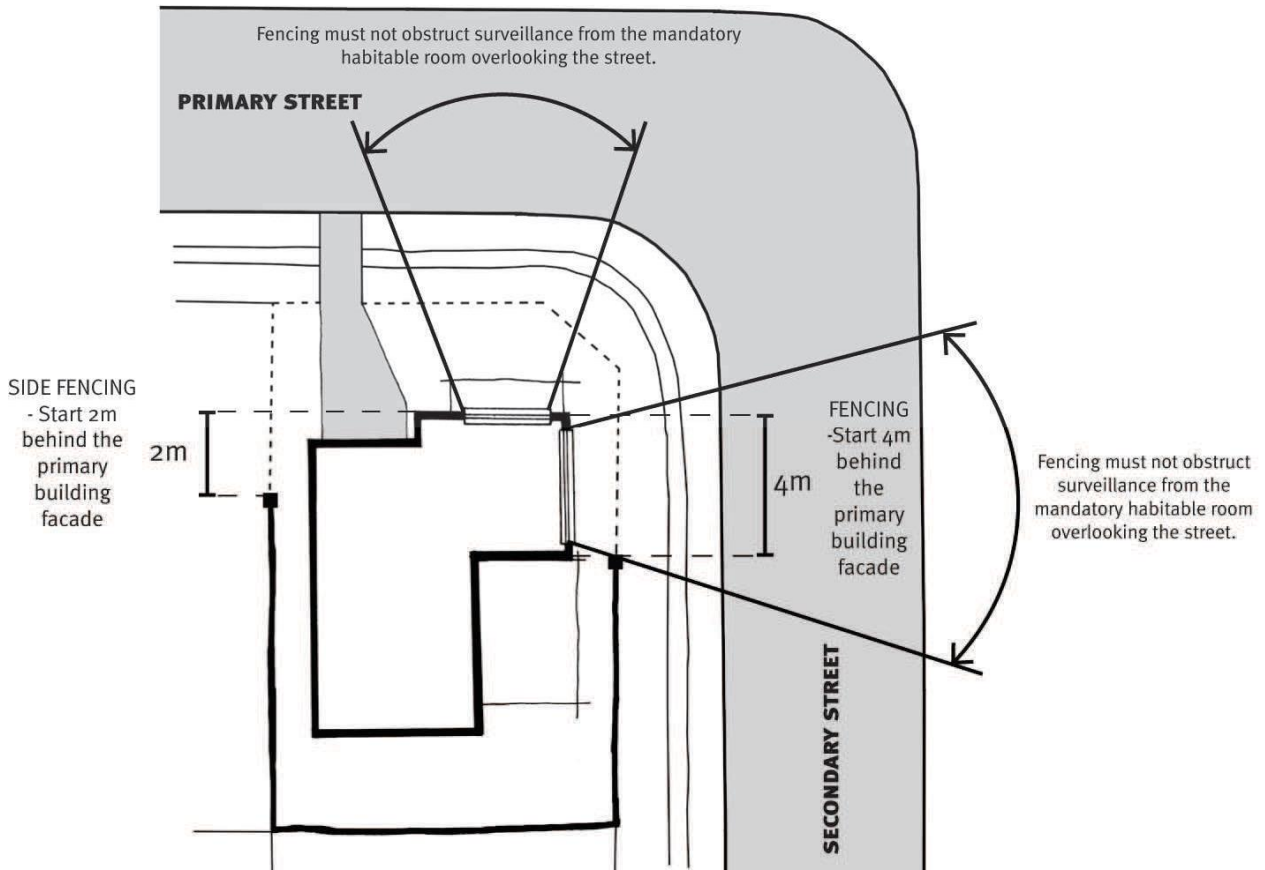 Fencing must not obstruct surveillance from the mandatory
habitable room overlooking the street.
PRIMARY STREET
SIDE FENCING
- Start 2m
behind the
primary
building
facade
2m
4m
FENCING
-Start 4m
behind
the
primary
building
facade
Fencing must not obstruct
surveillance from the
mandatory habitable room
overlooking the street.
SECONDARY STREET